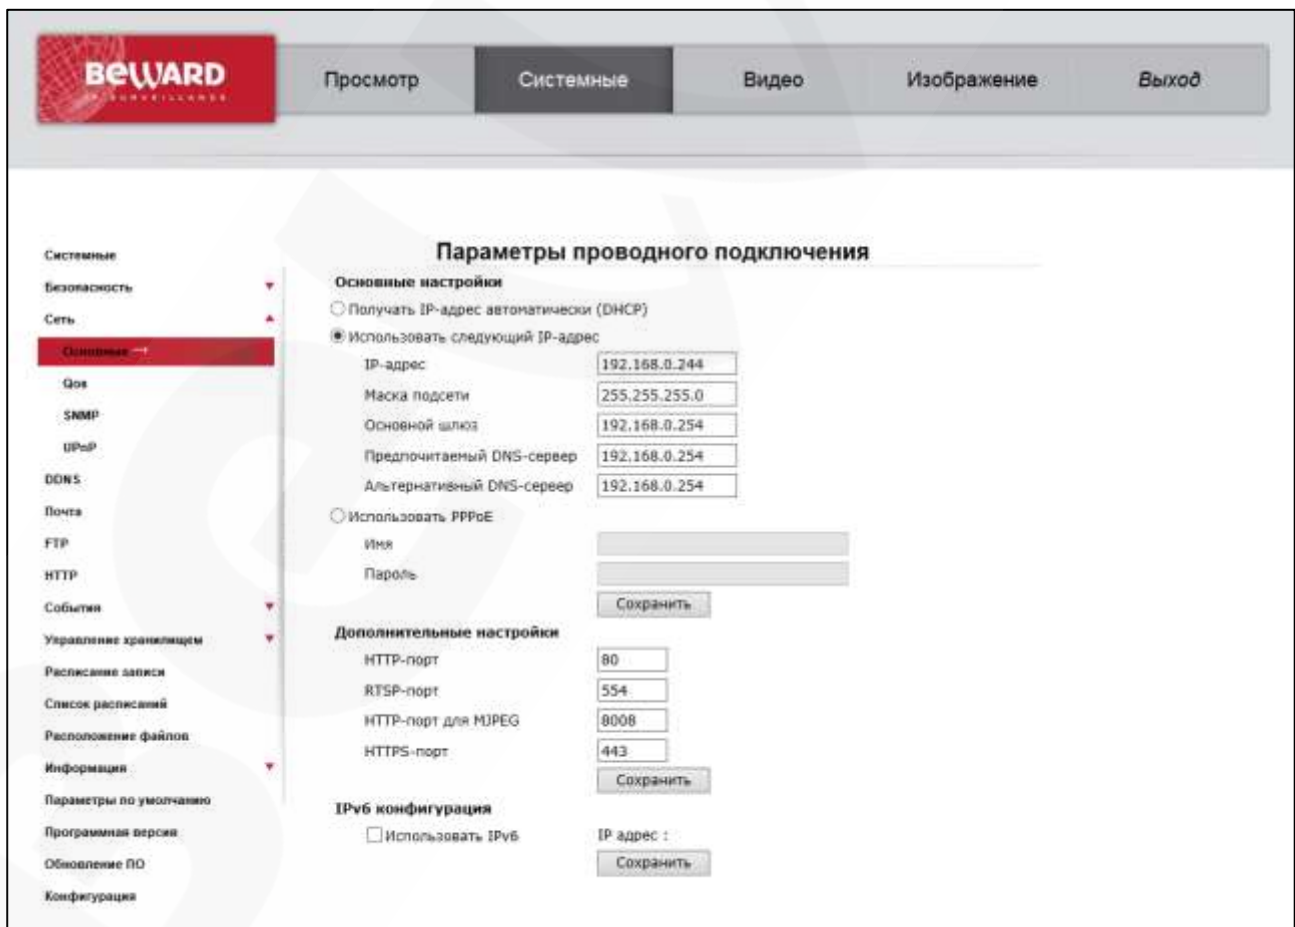 BEWARD
IP SURVEILLANCE
Просмотр
Системные
Видео
Изображение
Выход
Параметры проводного подключения
Системные
Безопасность
Сеть
Основные
Qos
SNMP
UPnP
DDNS
Почта
FTP
HTTP
События
Управление хранилищем
Расписание записи
Список расписаний
Расположение файлов
Информация
Параметры по умолчанию
Программная версия
Обновление ПО
Конфигурация
Основные настройки
Получать IP-адрес автоматически (DHCP)
Использовать следующий IP-адрес
IP-адрес 192.168.0.244
Маска подсети 255.255.255.0
Основной шлюз 192.168.0.254
Предпочитаемый DNS-сервер 192.168.0.254
Альтернативный DNS-сервер 192.168.0.254
Использовать PPPoE
Имя
Пароль
Сохранить
Дополнительные настройки
HTTP-порт 80
RTSP-порт 554
HTTP-порт для MJPEG 8008
HTTPS-порт 443
Сохранить
IPv6 конфигурация
Использовать IPv6 IP адрес :
Сохранить